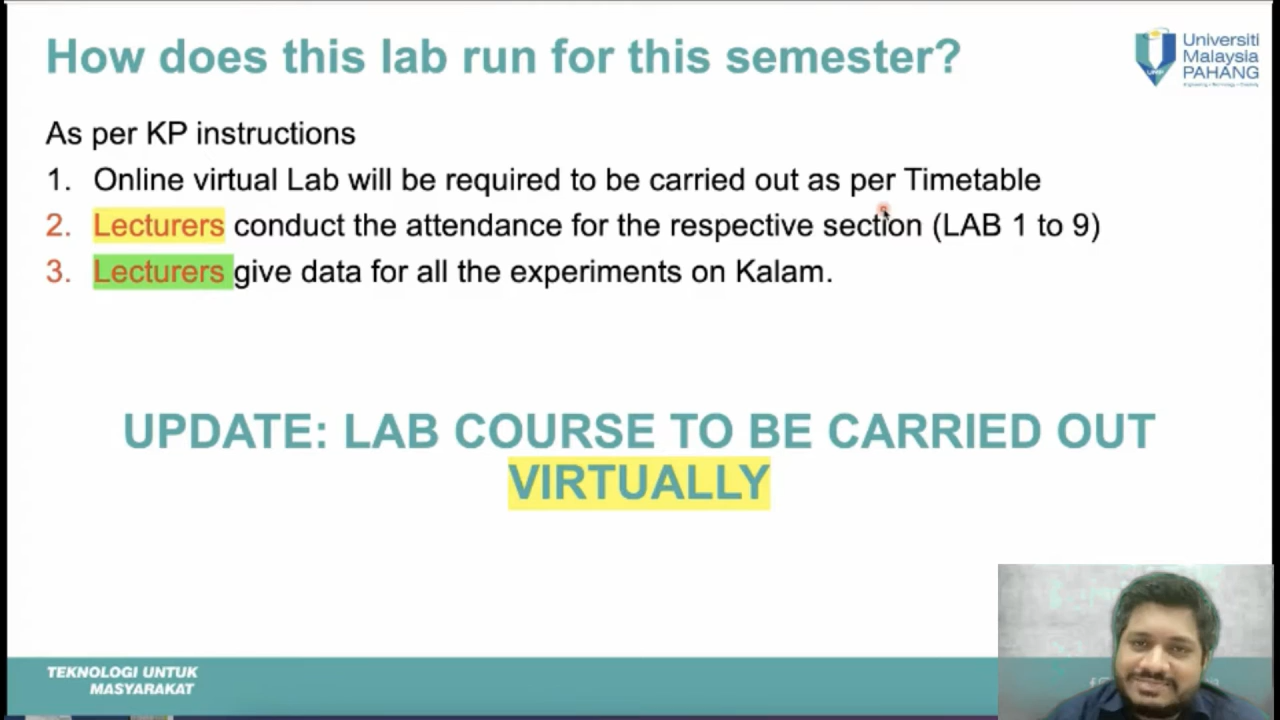 How does this lab run for this semester?
Universiti
Malaysia
PAHANG
As per KP instructions
1. Online virtual Lab will be required to be carried out as per Timetable
2. Lecturers conduct the attendance for the respective section (LAB 1 to 9)
3. Lecturers give data for all the experiments on Kalam.
UPDATE: LAB COURSE TO BE CARRIED OUT
VIRTUALLY
TEKNOLOGI UNTUK
MASYARAKAT